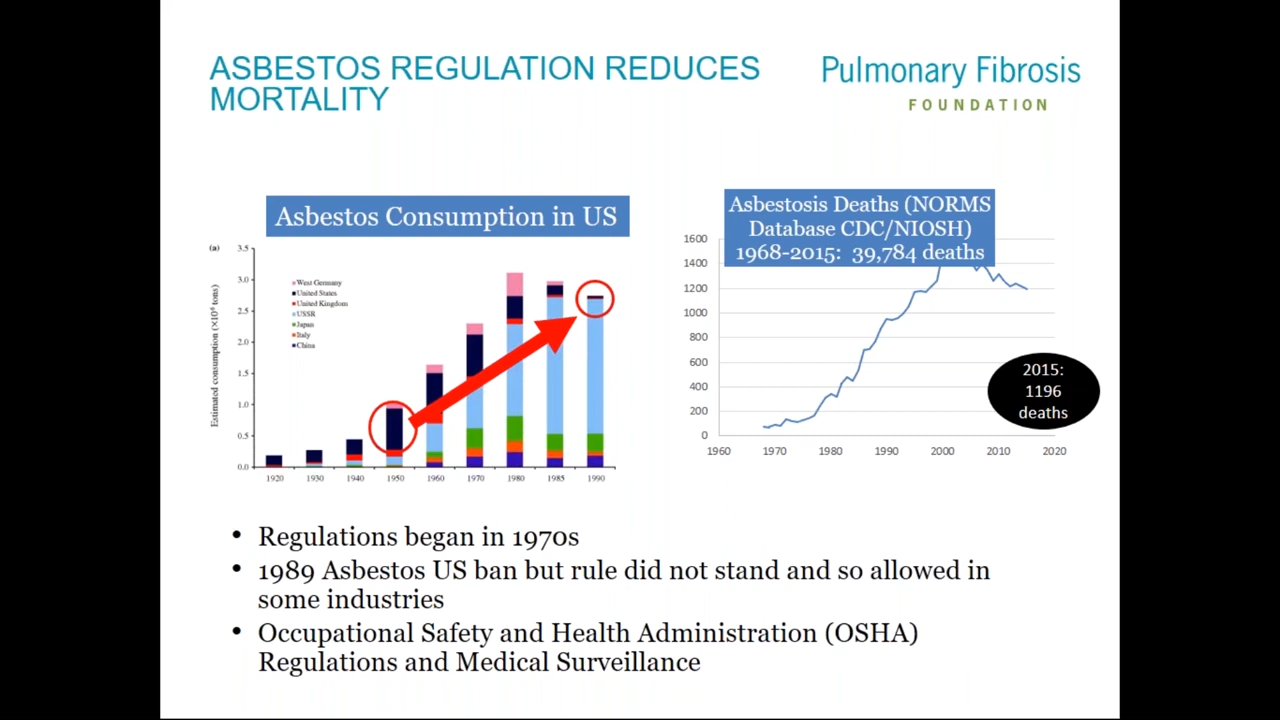 ASBESTOS REGULATION REDUCES
MORTALITY
Pulmonary Fibrosis
FOUNDATION
Asbestos Consumption in US
(a)
Estimated consumption (×10⁶ tons)
3.5
3.0
2.5
2.0
1.5
1.0
0.5
0.0
West Germany
United States
United Kingdom
USSR
Japan
Italy
China
1920 1930 1940 1950 1960 1970 1980 1985 1990
Asbestosis Deaths (NORMS
Database CDC/NIOSH)
1968-2015: 39,784 deaths
1600
1400
1200
1000
800
600
400
200
0
1960 1970 1980 1990 2000 2010 2020
2015:
1196
deaths
• Regulations began in 1970s
• 1989 Asbestos US ban but rule did not stand and so allowed in
some industries
• Occupational Safety and Health Administration (OSHA)
Regulations and Medical Surveillance